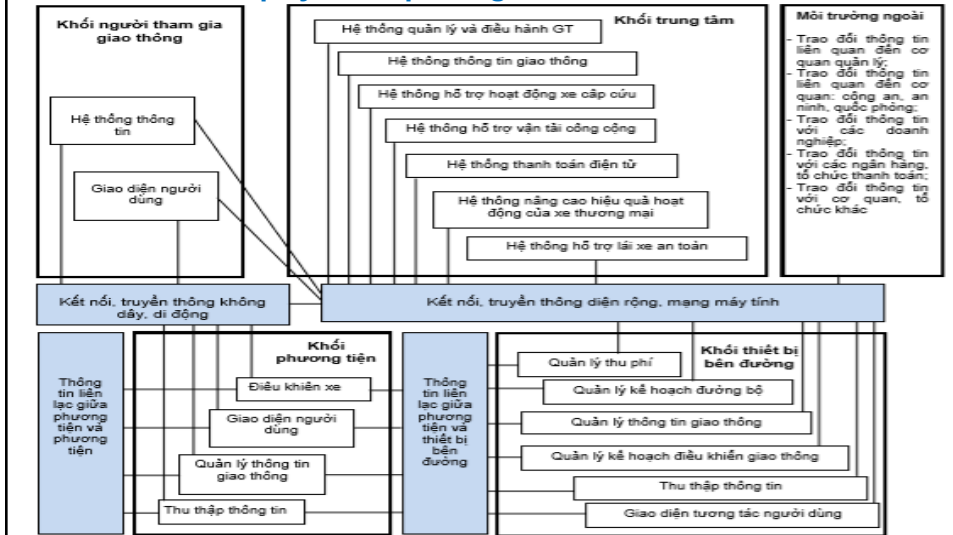 Khối người tham gia
giao thông
Hệ thống thông
tin
Giao diện người
dùng
Khối trung tâm
Hệ thống quản lý và điều hành GT
Hệ thống thông tin giao thông
Hệ thống hỗ trợ hoạt động xe cấp cứu
Hệ thống hỗ trợ vận tải công cộng
Hệ thống thanh toán điện tử
Hệ thống nâng cao hiệu quả hoạt
động của xe thương mại
Hệ thống hỗ trợ lái xe an toàn
Môi trường ngoài
- Trao đổi thông tin
liên quan đến cơ
quan quản lý;
- Trao đổi thông tin
liên quan đến cơ
quan: công an, an
ninh, quốc phòng;
- Trao đổi thông tin
với các doanh
nghiệp;
- Trao đổi thông tin
với các ngân hàng,
tổ chức thanh toán;
- Trao đổi thông tin
với cơ quan, tổ
chức khác
Kết nối, truyền thông không
dây, di động
Kết nối, truyền thông diện rộng, mạng máy tính
Thông
tin liên
lạc giữa
phương
tiện và
phương
tiện
Khối
phương tiện
Điều khiển xe
Giao diện người
dùng
Quản lý thông tin
giao thông
Thu thập thông tin
Thông
tin liên
lạc giữa
phương
tiện và
thiết bị
bên
đường
Khối thiết bị
bên đường
Quản lý thu phí
Quản lý kế hoạch đường bộ
Quản lý thông tin giao thông
Quản lý kế hoạch điều khiển giao thông
Thu thập thông tin
Giao diện tương tác người dùng